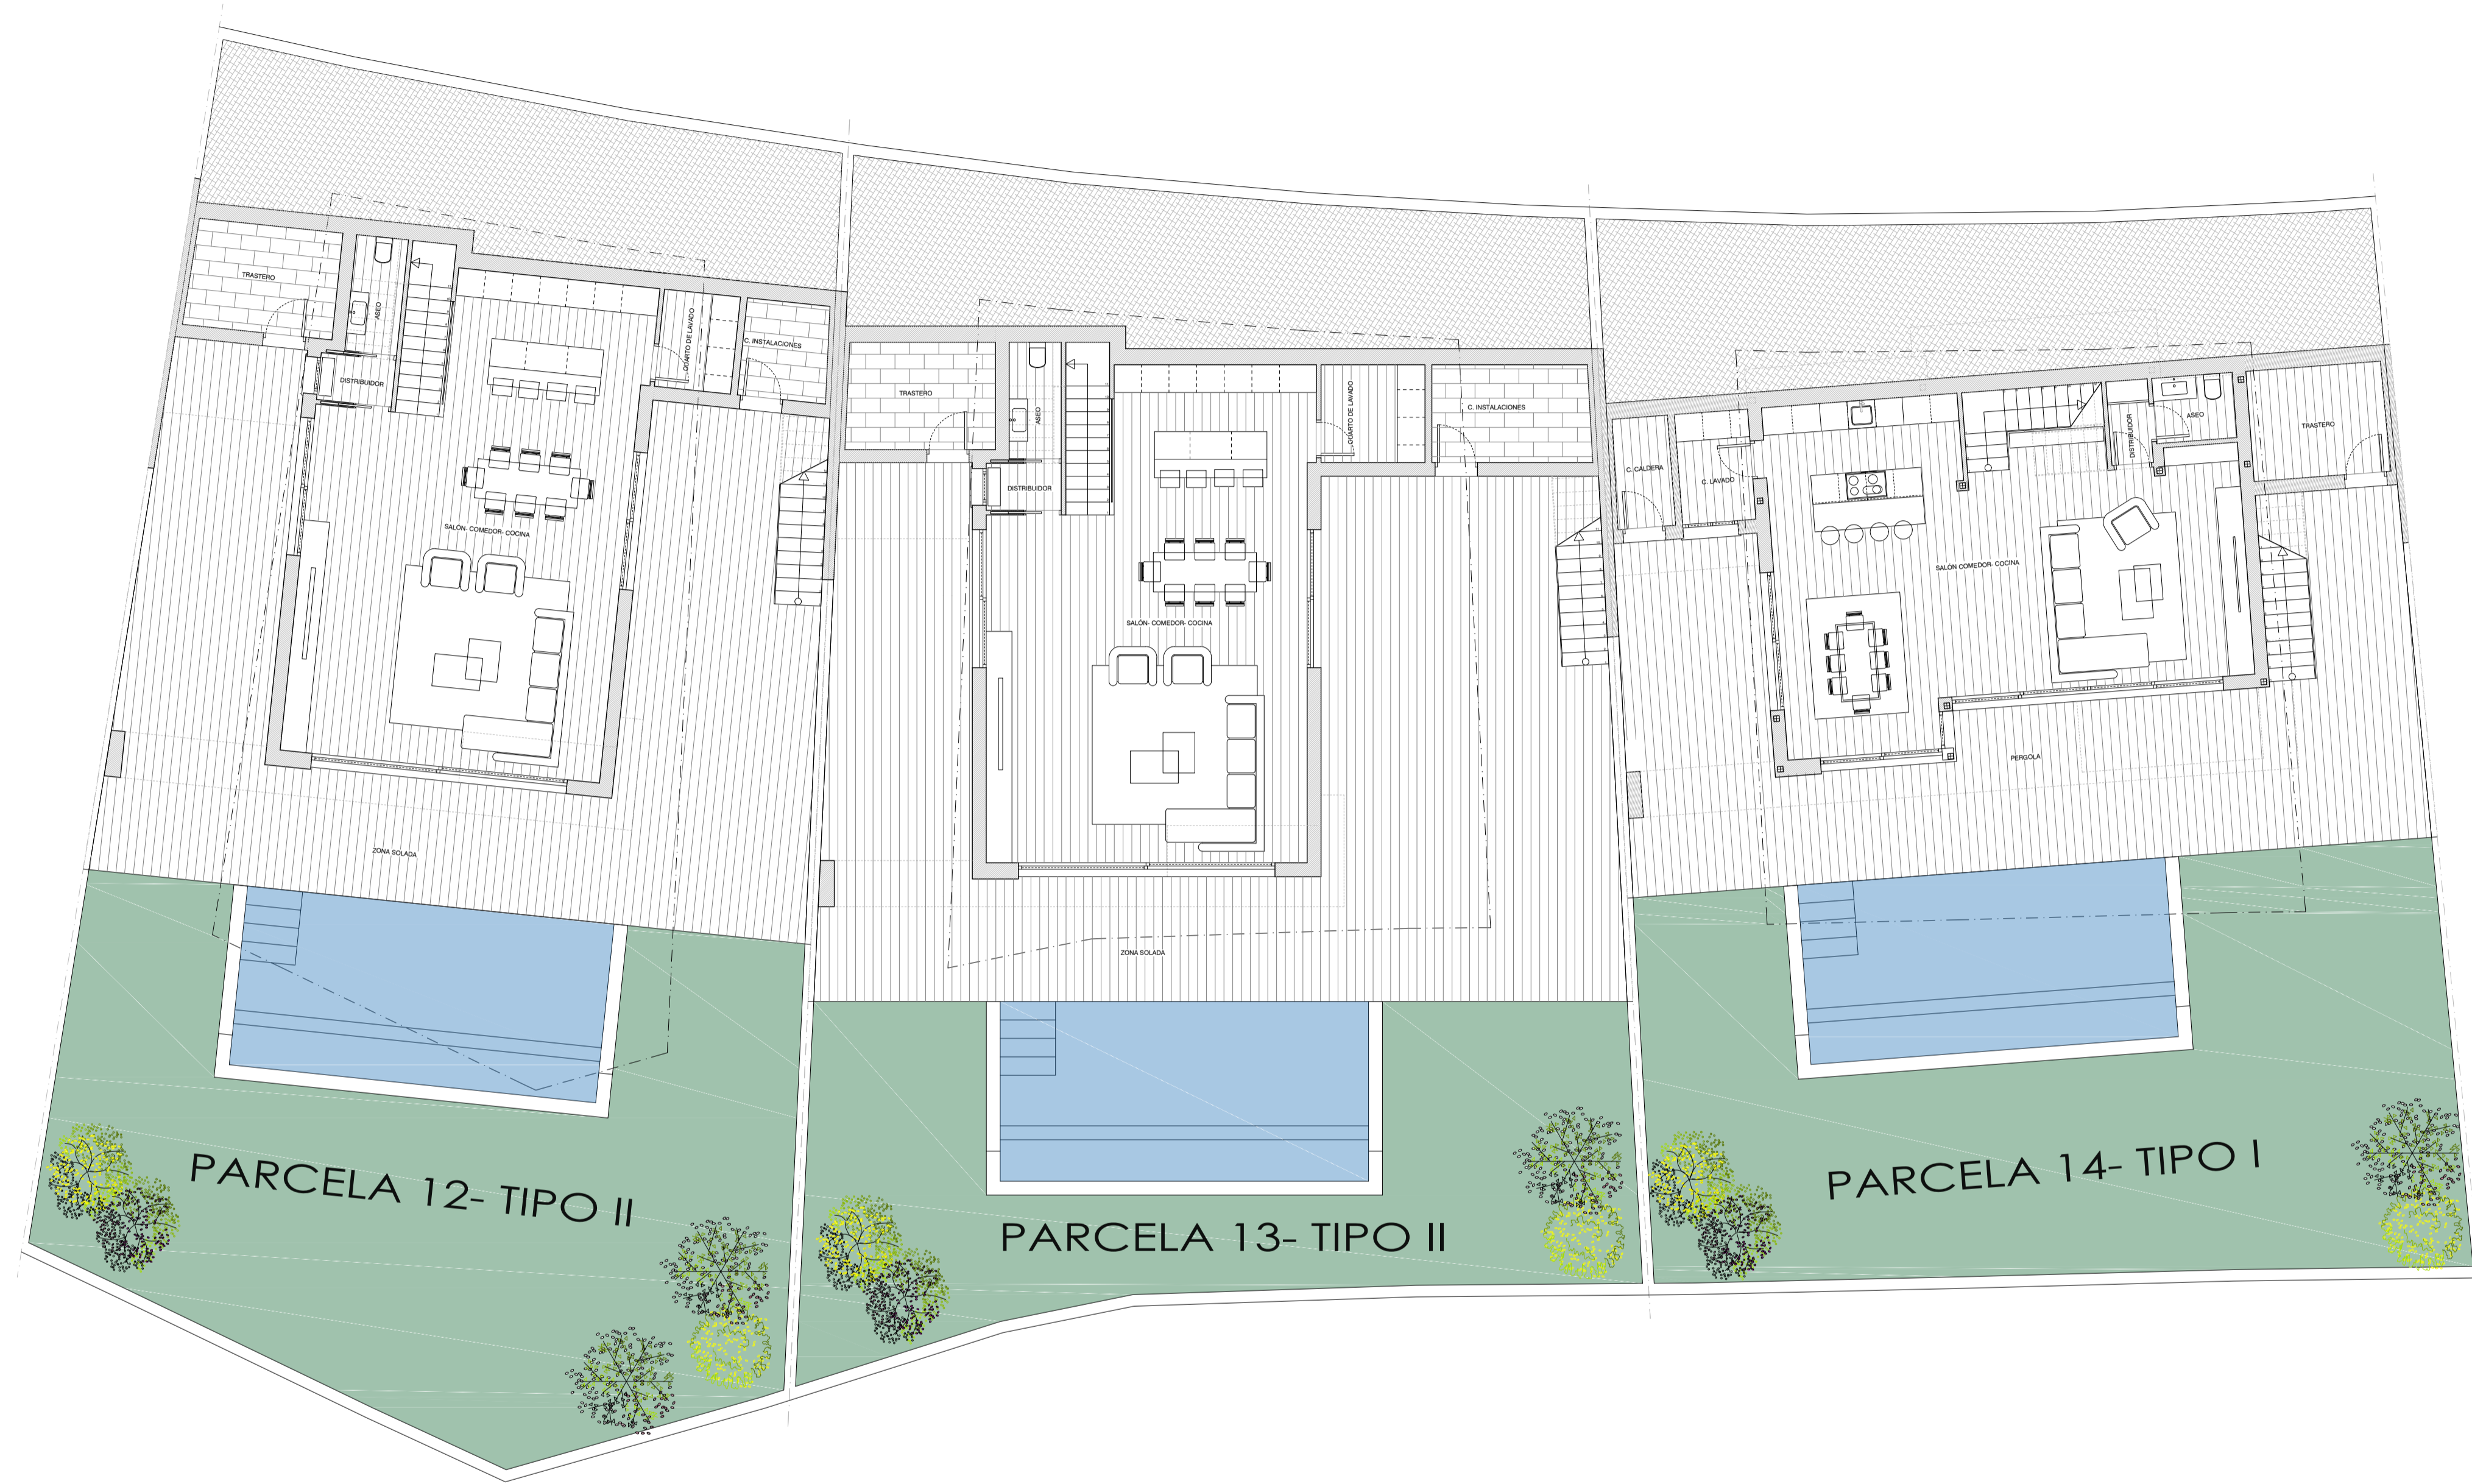 TRASTERO
ASEO
DISTRIBUIDOR
CUARTO DE LAVADO
C. INSTALACIONES
SALÓN- COMEDOR- COCINA
ZONA SOLADA
PARCELA 12- TIPO II
TRASTERO
ASEO
DISTRIBUIDOR
CUARTO DE LAVADO
C. INSTALACIONES
SALÓN- COMEDOR- COCINA
ZONA SOLADA
PARCELA 13- TIPO II
C. CALDERA
C. LAVADO
DISTRIBUIDOR
ASEO
TRASTERO
SALÓN COMEDOR- COCINA
PERGOLA
PARCELA 14- TIPO I